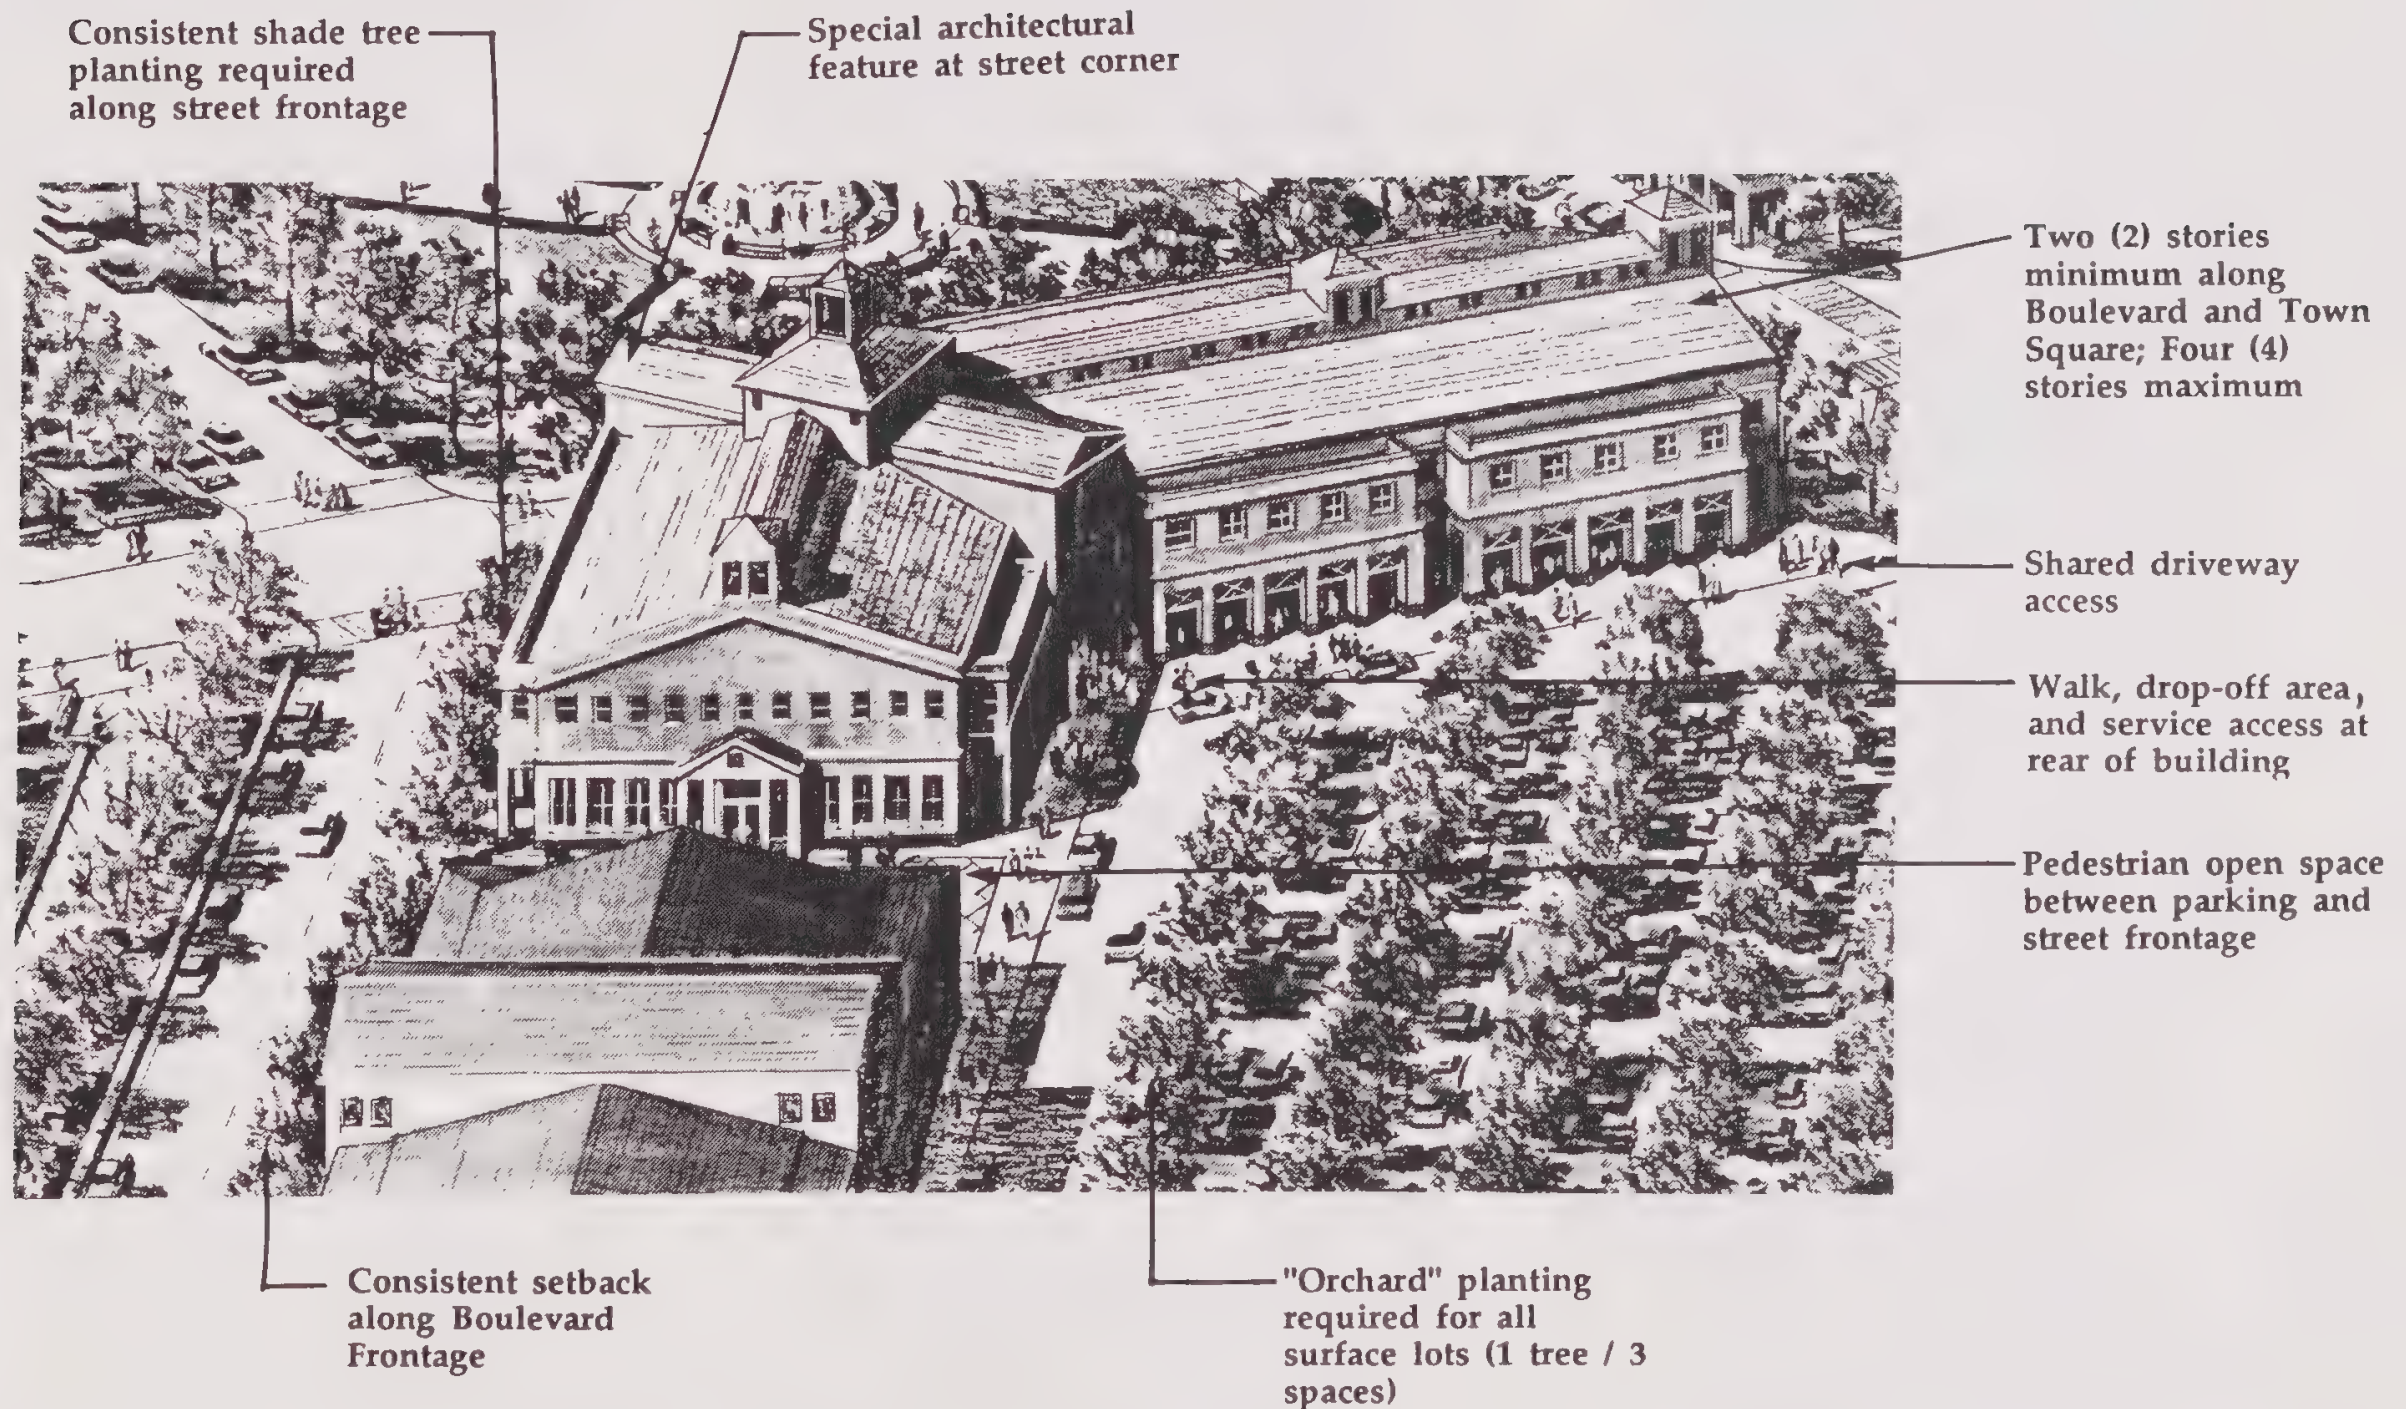 Consistent shade tree
planting required
along street frontage
Special architectural
feature at street corner
Two (2) stories
minimum along
Boulevard and Town
Square; Four (4)
stories maximum
Shared driveway
access
Walk, drop-off area,
and service access at
rear of building
Pedestrian open space
between parking and
street frontage
Consistent setback
along Boulevard
Frontage
"Orchard" planting
required for all
surface lots (1 tree / 3
spaces)